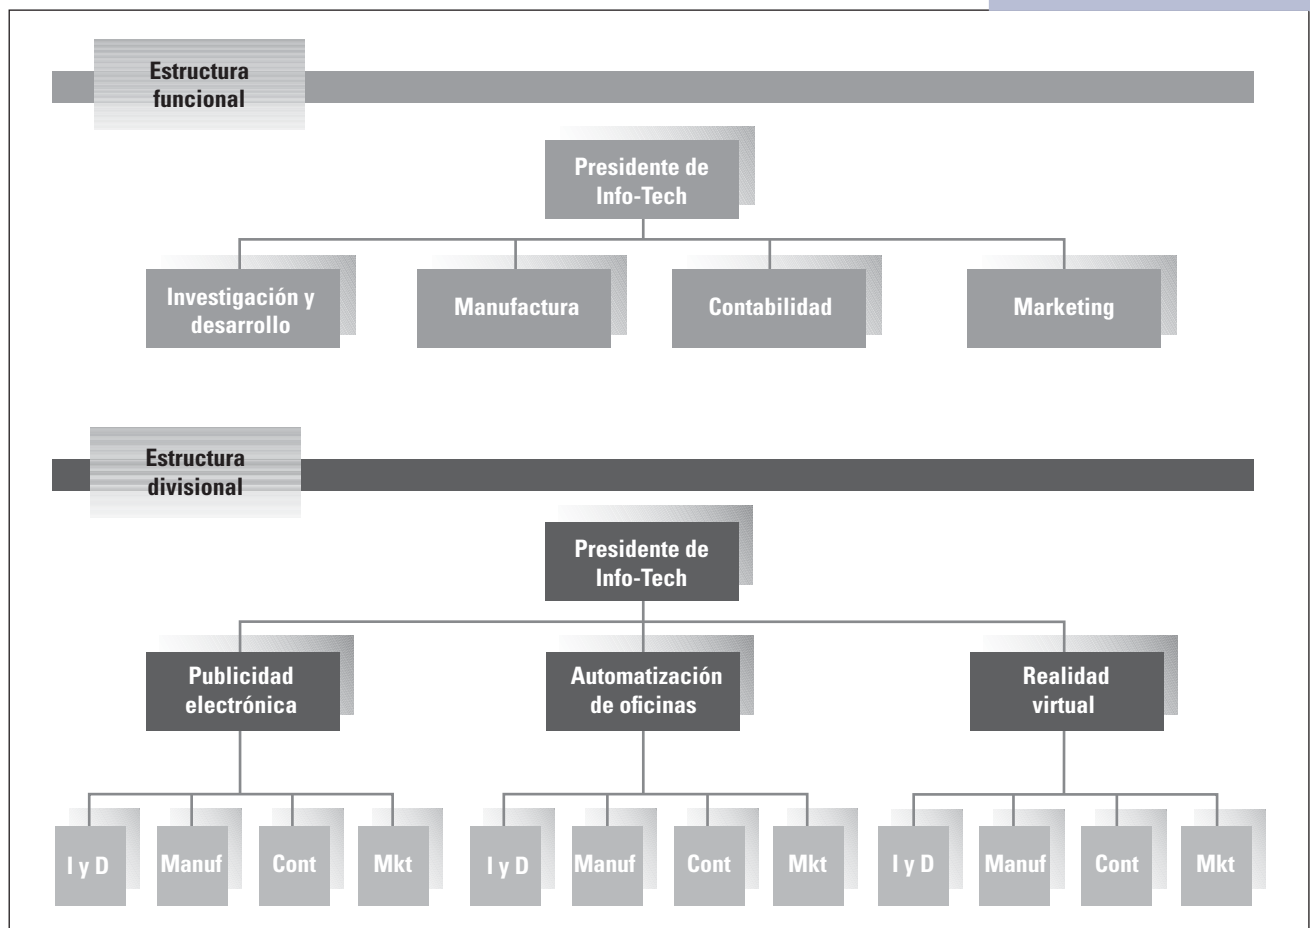 Estructura
funcional
Presidente de
Info-Tech
Investigación y
desarrollo
Manufactura
Contabilidad
Marketing
Estructura
divisional
Presidente de
Info-Tech
Publicidad
electrónica
Automatización
de oficinas
Realidad
virtual
I y D
Manuf
Cont
Mkt
I y D
Manuf
Cont
Mkt
I y D
Manuf
Cont
Mkt